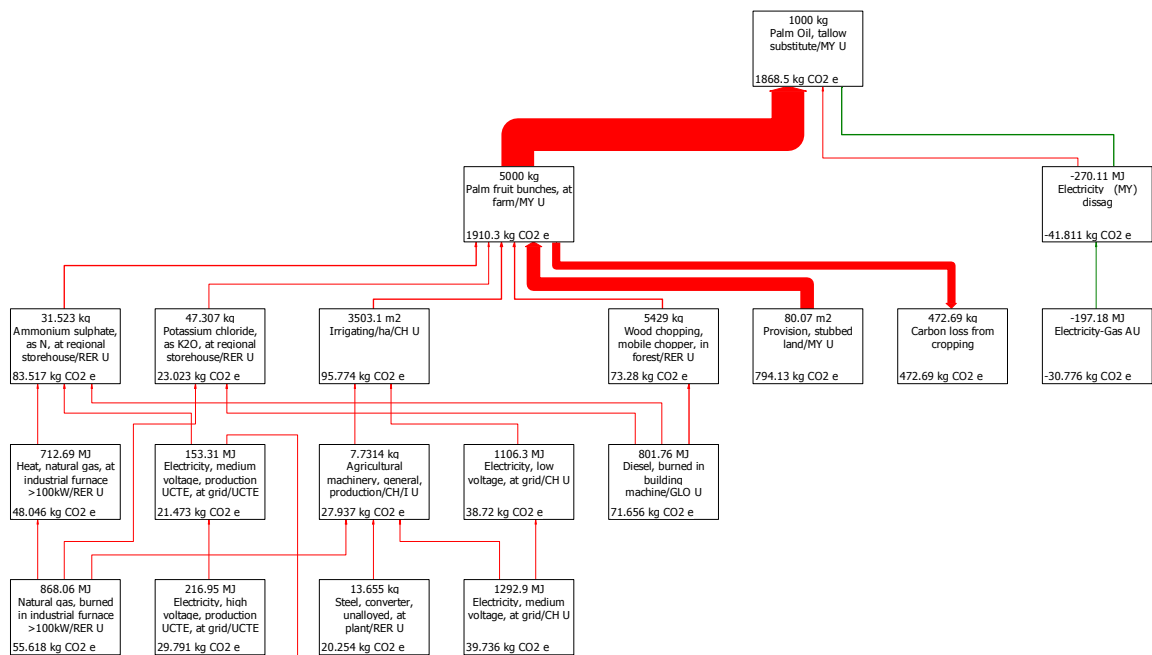 1000 kg
Palm Oil, tallow
substitute/MY U
1868.5 kg CO2 e
5000 kg
Palm fruit bunches, at
farm/MY U
1910.3 kg CO2 e
-270.11 MJ
Electricity (MY)
dissag
-41.811 kg CO2 e
31.523 kg
Ammonium sulphate,
as N, at regional
storehouse/RER U
83.517 kg CO2 e
47.307 kg
Potassium chloride,
as K2O, at regional
storehouse/RER U
23.023 kg CO2 e
3503.1 m2
Irrigating/ha/CH U
95.774 kg CO2 e
5429 kg
Wood chopping,
mobile chopper, in
forest/RER U
73.28 kg CO2 e
80.07 m2
Provision, stubbed
land/MY U
794.13 kg CO2 e
472.69 kg
Carbon loss from
cropping
472.69 kg CO2 e
-197.18 MJ
Electricity-Gas AU
-30.776 kg CO2 e
712.69 MJ
Heat, natural gas, at
industrial furnace
>100kW/RER U
48.046 kg CO2 e
153.31 MJ
Electricity, medium
voltage, production
UCTE, at grid/UCTE
21.473 kg CO2 e
7.7314 kg
Agricultural
machinery, general,
production/CH/I U
27.937 kg CO2 e
1106.3 MJ
Electricity, low
voltage, at grid/CH U
38.72 kg CO2 e
801.76 MJ
Diesel, burned in
building
machine/GLO U
71.656 kg CO2 e
868.06 MJ
Natural gas, burned
in industrial furnace
>100kW/RER U
55.618 kg CO2 e
216.95 MJ
Electricity, high
voltage, production
UCTE, at grid/UCTE
29.791 kg CO2 e
13.655 kg
Steel, converter,
unalloyed, at
plant/RER U
20.254 kg CO2 e
1292.9 MJ
Electricity, medium
voltage, at grid/CH U
39.736 kg CO2 e